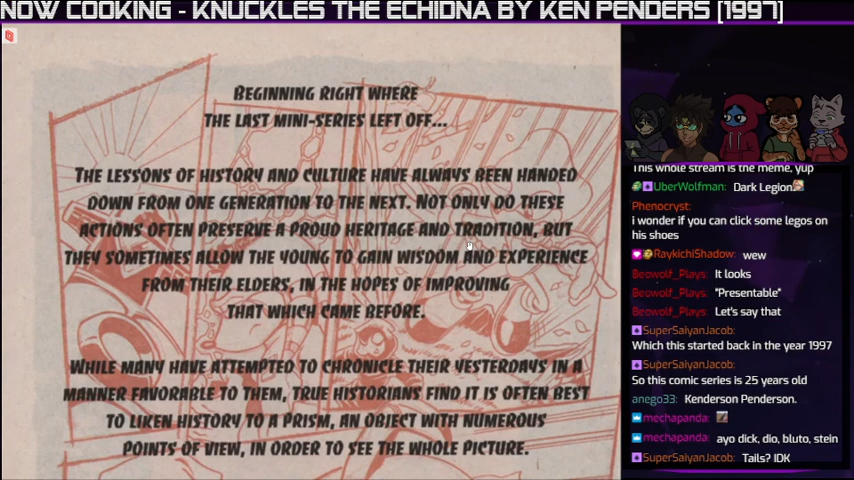 NOW COOKING - KNUCKLES THE ECHIDNA BY KEN PENDERS [1997]
BEGINNING RIGHT WHERE
THE LAST MINI-SERIES LEFT OFF...
THE LESSONS OF HISTORY AND CULTURE HAVE ALWAYS BEEN HANDED
DOWN FROM ONE GENERATION TO THE NEXT. NOT ONLY DO THESE
ACTIONS OFTEN PRESERVE A PROUD HERITAGE AND TRADITION, BUT
THEY SOMETIMES ALLOW THE YOUNG TO GAIN WISDOM AND EXPERIENCE
FROM THEIR ELDERS, IN THE HOPES OF IMPROVING
THAT WHICH CAME BEFORE.
WHILE MANY HAVE ATTEMPTED TO CHRONICLE THEIR YESTERDAYS IN A
MANNER FAVORABLE TO THEM, TRUE HISTORIANS FIND IT IS OFTEN BEST
TO LIKEN HISTORY TO A PRISM, AN OBJECT WITH NUMEROUS
POINTS OF VIEW, IN ORDER TO SEE THE WHOLE PICTURE.
This whole stream is the meme, yup
UberWolfman: Dark Legion
Phenocryst:
i wonder if you can click some legos on
his shoes
RaykichiShadow: wew
Beowolf_Plays: It looks
Beowolf_Plays: "Presentable"
Beowolf_Plays: Let's say that
SuperSaiyanJacob:
Which this started back in the year 1997
SuperSaiyanJacob:
So this comic series is 25 years old
anego33: Kenderson Penderson.
mechapanda:
mechapanda: ayo dick, dio, bluto, stein
SuperSaiyanJacob: Tails? IDK